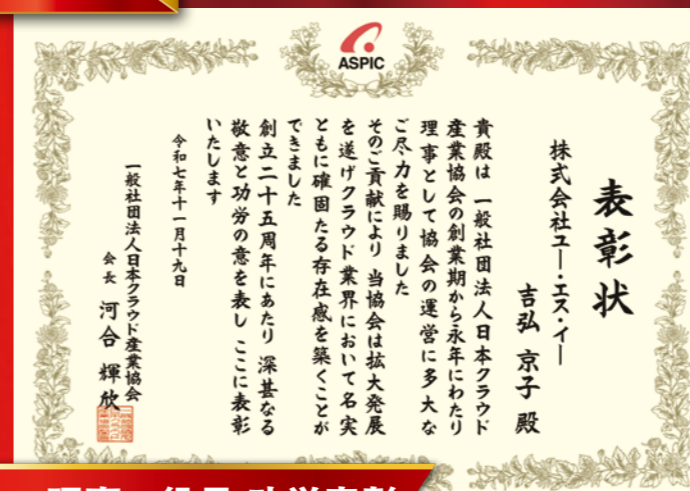 ASPIC
表彰状
株式会社ユー・エス・イー
吉弘 京子 殿
貴殿は 一般社団法人日本クラウド
産業協会の創業期から永年にわたり
理事として協会の運営に多大な
ご尽力を賜りました
そのご貢献により 当協会は拡大発展
を遂げクラウド業界において名実
ともに確固たる存在感を築くことが
できました
創立二十五周年にあたり 深甚なる
敬意と功労の意を表し ここに表彰
いたします
令和七年十一月十九日
一般社団法人日本クラウド産業協会
会長 河合 輝欣